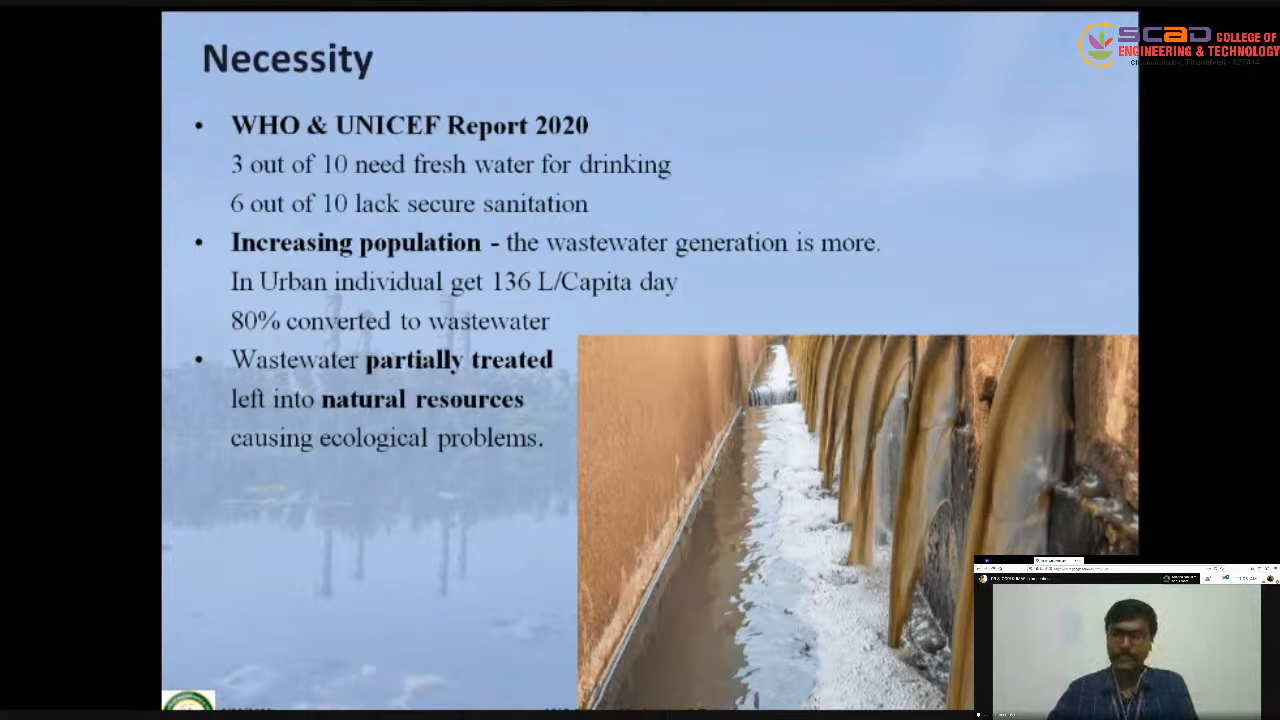 Necessity
SCAD COLLEGE OF
ENGINEERING & TECHNOLOGY
• WHO & UNICEF Report 2020
3 out of 10 need fresh water for drinking
6 out of 10 lack secure sanitation
• Increasing population - the wastewater generation is more.
In Urban individual get 136 L/Capita day
80% converted to wastewater
• Wastewater partially treated
left into natural resources
causing ecological problems.